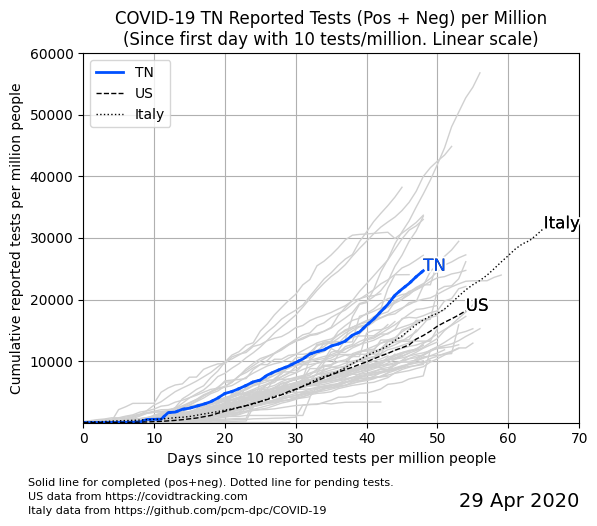 COVID-19 TN Reported Tests (Pos + Neg) per Million
(Since first day with 10 tests/million. Linear scale)
Cumulative reported tests per million people
60000
50000
40000
30000
20000
10000
TN
US
Italy
Italy
TN
US
0 10 20 30 40 50 60 70
Days since 10 reported tests per million people
Solid line for completed (pos+neg). Dotted line for pending tests.
US data from https://covidtracking.com
Italy data from https://github.com/pcm-dpc/COVID-19
29 Apr 2020